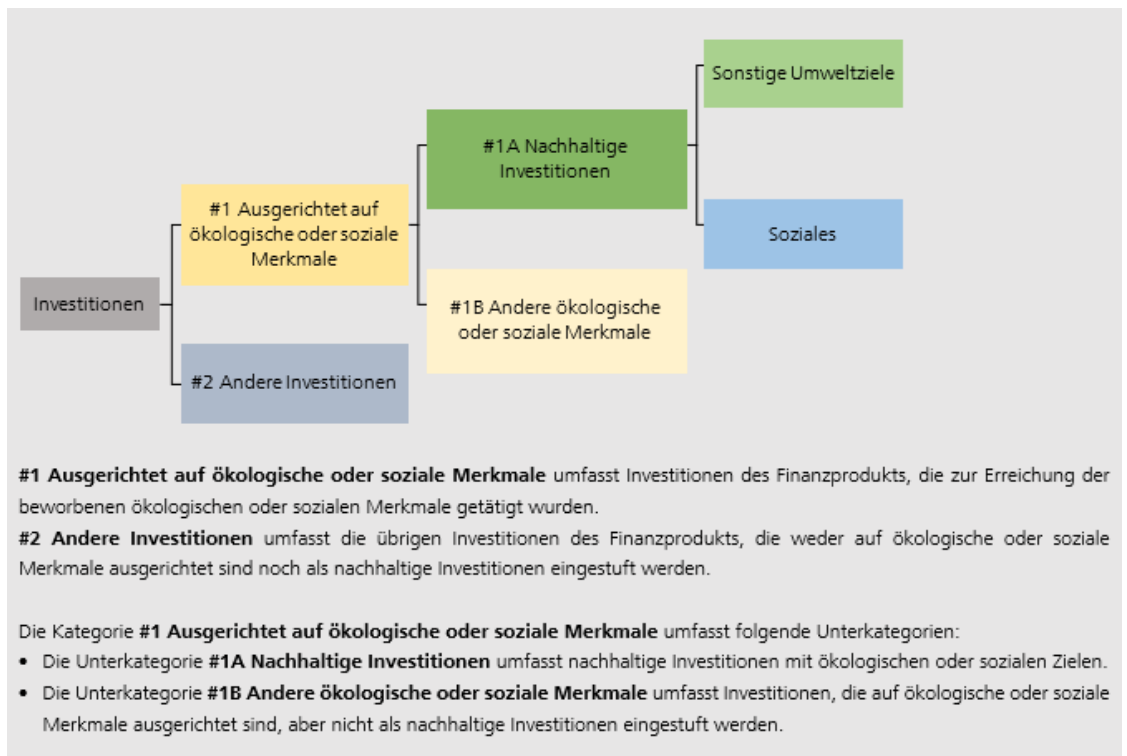 Sonstige Umweltziele
#1A Nachhaltige
Investitionen
#1 Ausgerichtet auf
ökologische oder soziale
Merkmale
Soziales
Investitionen
#1B Andere ökologische
oder soziale Merkmale
#2 Andere Investitionen
#1 Ausgerichtet auf ökologische oder soziale Merkmale umfasst Investitionen des Finanzprodukts, die zur Erreichung der
beworbenen ökologischen oder sozialen Merkmale getätigt wurden.
#2 Andere Investitionen umfasst die übrigen Investitionen des Finanzprodukts, die weder auf ökologische oder soziale
Merkmale ausgerichtet sind noch als nachhaltige Investitionen eingestuft werden.
Die Kategorie #1 Ausgerichtet auf ökologische oder soziale Merkmale umfasst folgende Unterkategorien:
• Die Unterkategorie #1A Nachhaltige Investitionen umfasst nachhaltige Investitionen mit ökologischen oder sozialen Zielen.
• Die Unterkategorie #1B Andere ökologische oder soziale Merkmale umfasst Investitionen, die auf ökologische oder soziale
Merkmale ausgerichtet sind, aber nicht als nachhaltige Investitionen eingestuft werden.